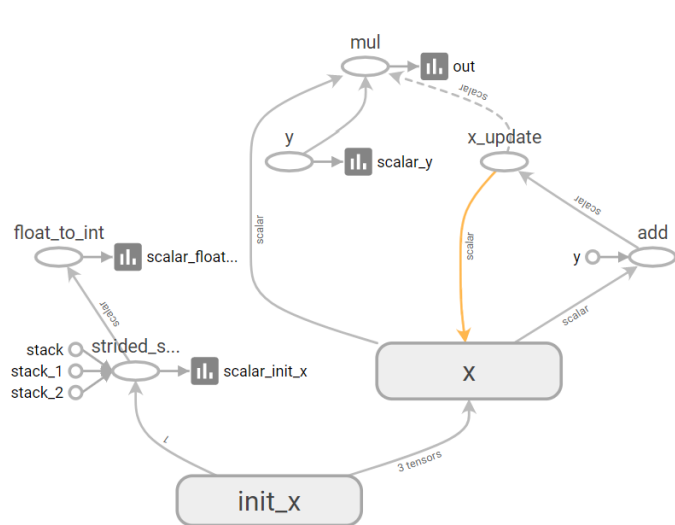 mul
out
scalar
x_update
y
scalar_y
scalar
scalar
scalar
float_to_int
scalar_float...
add
y
scalar
scalar
stack
strided_s...
stack_1
scalar_init_x
stack_2
x
1
3 tensors
init_x